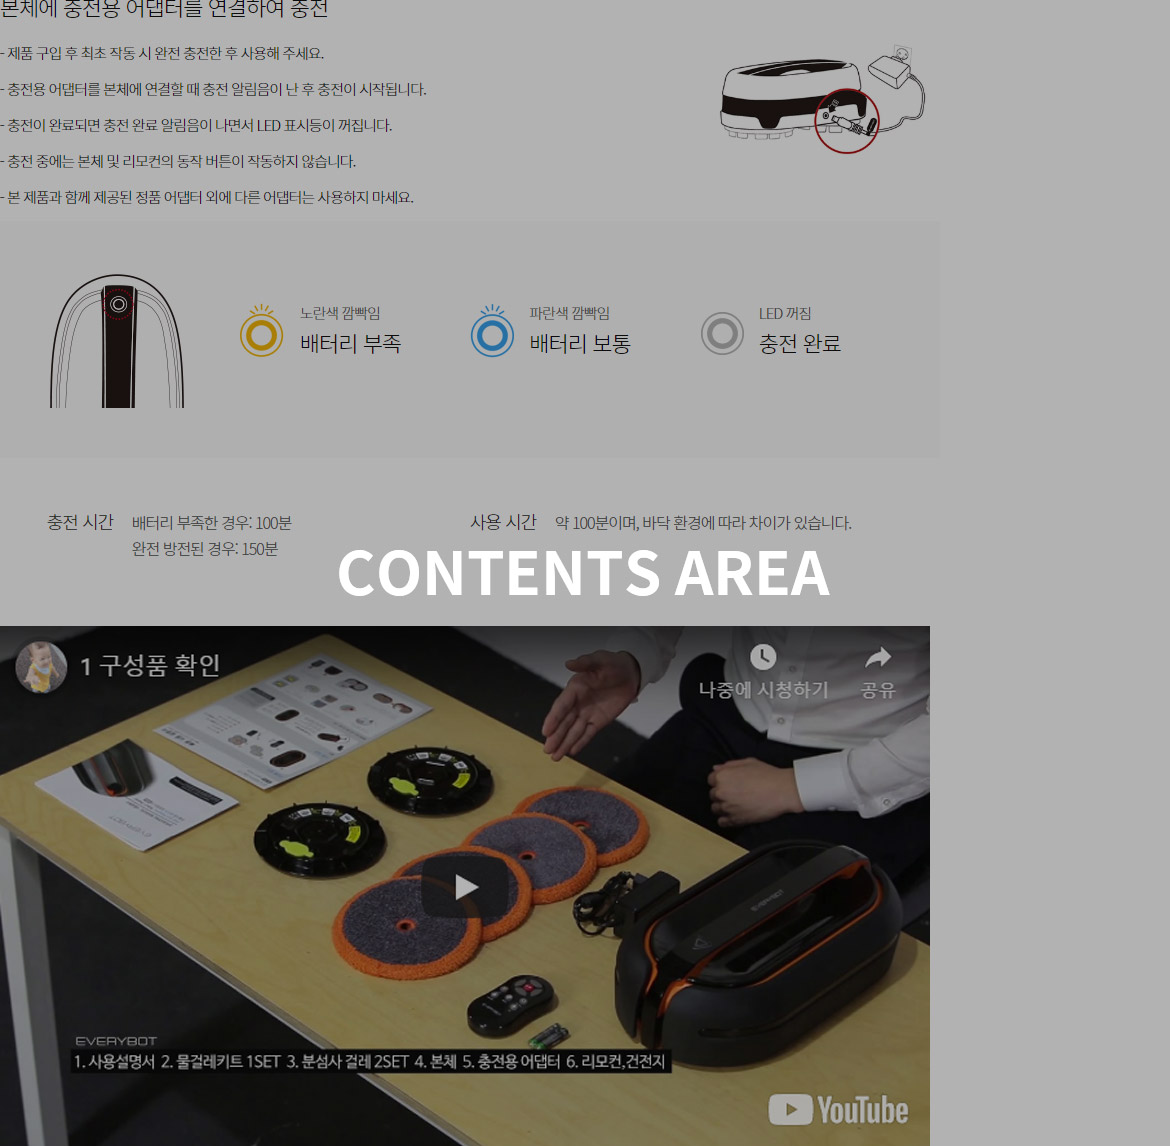 본체에 충전용 어댑터를 연결하여 충전
- 제품 구입 후 최초 작동 시 완전 충전한 후 사용해 주세요.
- 충전용 어댑터를 본체에 연결할 때 충전 알림음이 난 후 충전이 시작됩니다.
- 충전이 완료되면 충전 완료 알림음이 나면서 LED 표시등이 꺼집니다.
- 충전 중에는 본체 및 리모컨의 동작 버튼이 작동하지 않습니다.
- 본 제품과 함께 제공된 정품 어댑터 외에 다른 어댑터는 사용하지 마세요.
노란색 깜빡임
배터리 부족
파란색 깜빡임
배터리 보통
LED 꺼짐
충전 완료
충전 시간
배터리 부족한 경우: 100분
완전 방전된 경우: 150분
사용 시간
약 100분이며, 바닥 환경에 따라 차이가 있습니다.
CONTENTS AREA
1 구성품 확인
나중에 시청하기
공유
EVERYBOT
1. 사용설명서 2. 물걸레키트 1SET 3. 분섬사 걸레 2SET 4. 본체 5. 충전용 어댑터 6. 리모컨,건전지
YouTube